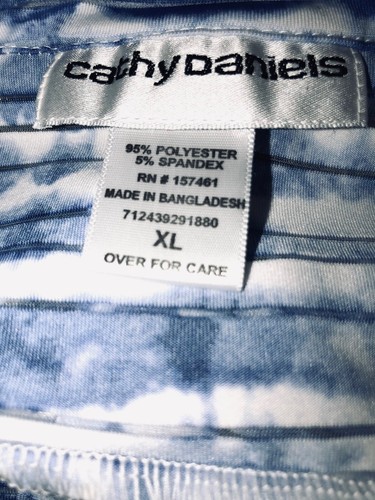 cathy Daniels
95% POLYESTER
5% SPANDEX
RN # 157461
MADE IN BANGLADESH
712439291880
XL
OVER FOR CARE